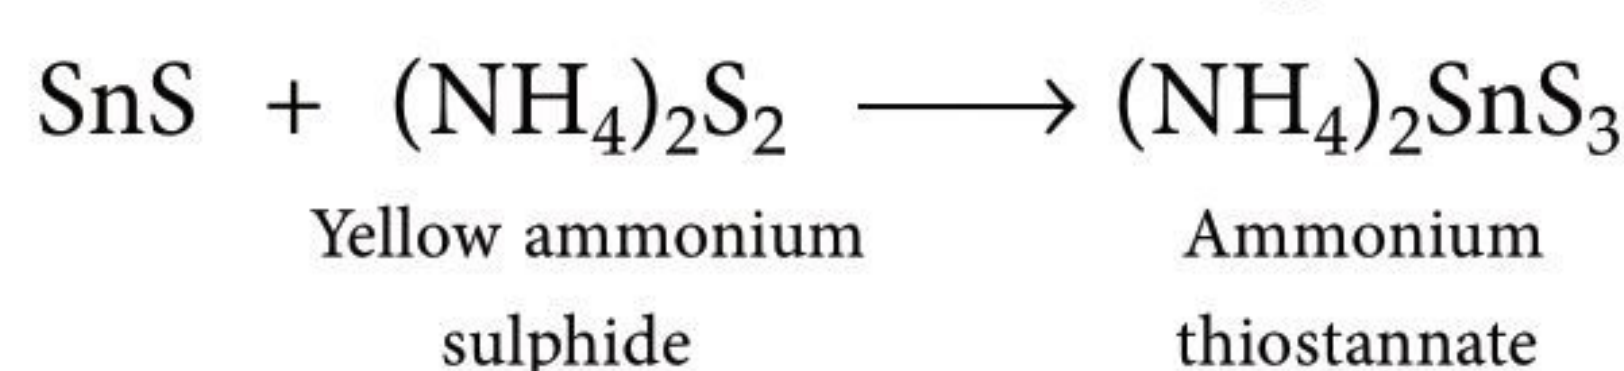 SnS + (NH₄)₂S₂ ⟶ (NH₄)₂SnS₃
Yellow ammonium Ammonium
sulphide thiostannate